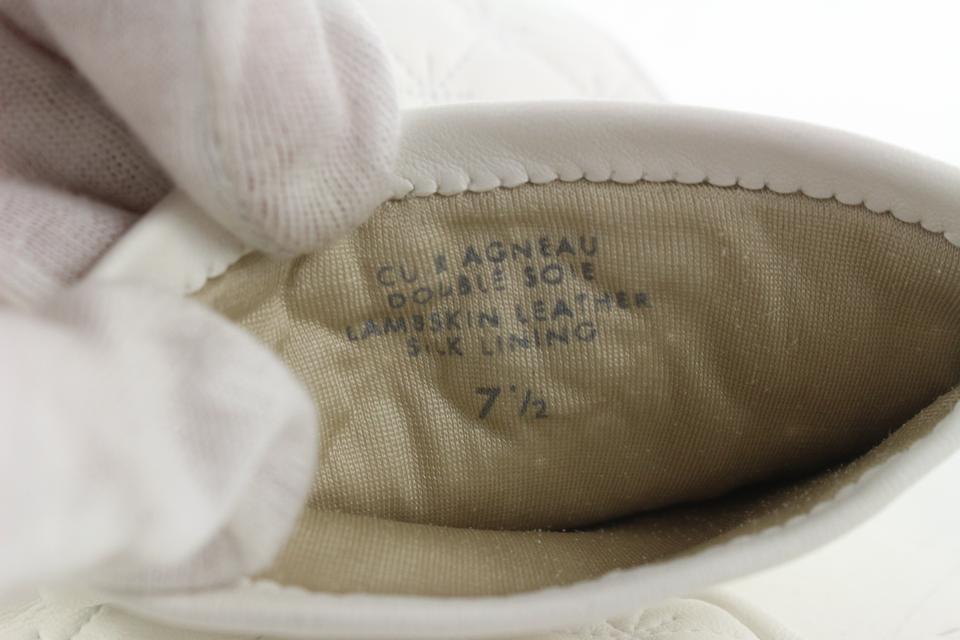 CUIR AGNEAU
DOUBLE SOIE
LAMBSKIN LEATHER
SILK LINING
7 1/2